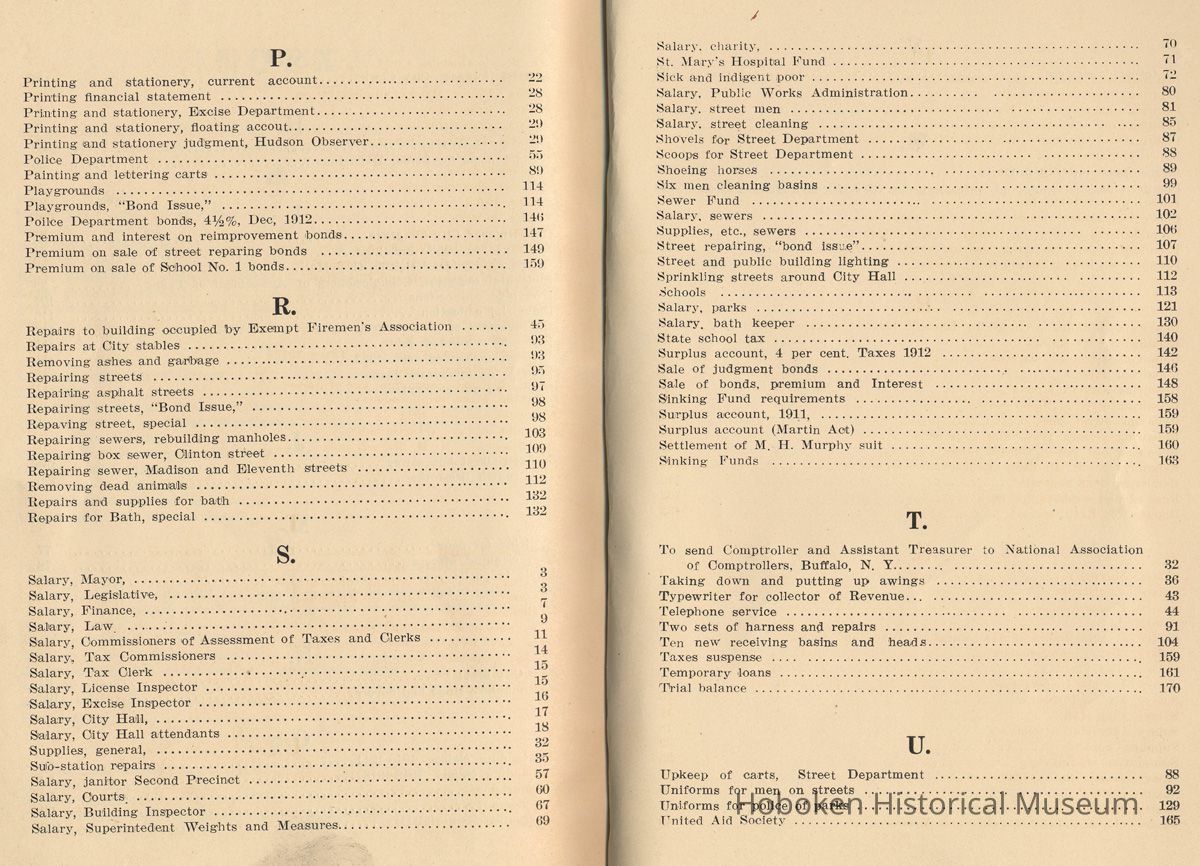 P.
Printing and stationery, current account 22
Printing financial statement 28
Printing and stationery, Excise Department 28
Printing and stationery, floating accout 29
Printing and stationery judgment, Hudson Observer 29
Police Department 55
Painting and lettering carts 89
Playgrounds 114
Playgrounds, "Bond Issue," 114
Poilce Department bonds, 4½%, Dec, 1912 146
Premium and interest on reimprovement bonds 147
Premium on sale of street reparing bonds 149
Premium on sale of School No. 1 bonds 159
R.
Repairs to building occupied by Exempt Firemen's Association 45
Repairs at City stables 93
Removing ashes and garbage 93
Repairing streets 95
Repairing asphalt streets 97
Repairing streets, "Bond Issue," 98
Repaving street, special 98
Repairing sewers, rebuilding manholes 103
Repairing box sewer, Clinton street 109
Repairing sewer, Madison and Eleventh streets 110
Removing dead animals 112
Repairs and supplies for bath 132
Repairs for Bath, special 132
S.
Salary, Mayor, 3
Salary, Legislative, 3
Salary, Finance, 7
Salary, Law 9
Salary, Commissioners of Assessment of Taxes and Clerks 11
Salary, Tax Commissioners 14
Salary, Tax Clerk 15
Salary, License Inspector 15
Salary, Excise Inspector 16
Salary, City Hall, 17
Salary, City Hall attendants 18
Supplies, general, 32
Sub-station repairs 35
Salary, janitor Second Precinct 57
Salary, Courts 60
Salary, Building Inspector 67
Salary, Superintedent Weights and Measures 69
Salary, charity, 70
St. Mary's Hospital Fund 71
Sick and indigent poor 72
Salary, Public Works Administration 80
Salary, street men 81
Salary, street cleaning 85
Shovels for Street Department 87
Scoops for Street Department 88
Shoeing horses 89
Six men cleaning basins 99
Sewer Fund 101
Salary, sewers 102
Supplies, etc., sewers 106
Street repairing, "bond issue" 107
Street and public building lighting 110
Sprinkling streets around City Hall 112
Schools 113
Salary, parks 121
Salary, bath keeper 130
State school tax 140
Surplus account, 4 per cent. Taxes 1912 142
Sale of judgment bonds 146
Sale of bonds, premium and Interest 148
Sinking Fund requirements 158
Surplus account, 1911, 159
Surplus account (Martin Act) 159
Settlement of M. H. Murphy suit 160
Sinking Funds 163
T.
To send Comptroller and Assistant Treasurer to National Association
of Comptrollers, Buffalo, N. Y. 32
Taking down and putting up awings 36
Typewriter for collector of Revenue 43
Telephone service 44
Two sets of harness and repairs 91
Ten new receiving basins and heads 104
Taxes suspense 159
Temporary loans 161
Trial balance 170
U.
Upkeep of carts, Street Department 88
Uniforms for men on streets 92
Uniforms for police of parks 129
United Aid Society 165
Hoboken Historical Museum